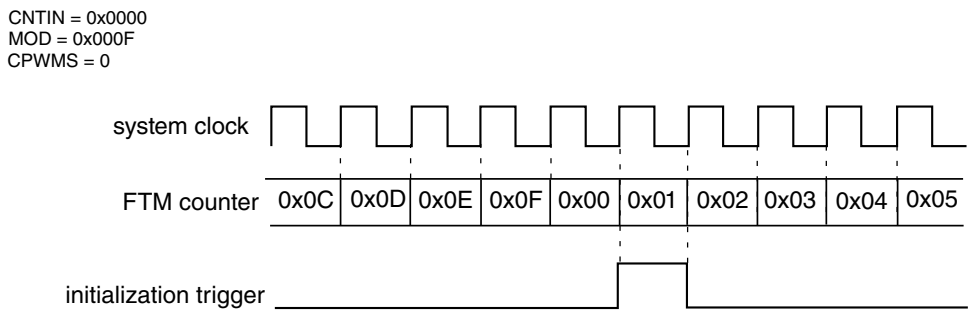 CNTIN = 0x0000
MOD = 0x000F
CPWMS = 0
system clock
FTM counter 0x0C 0x0D 0x0E 0x0F 0x00 0x01 0x02 0x03 0x04 0x05
initialization trigger